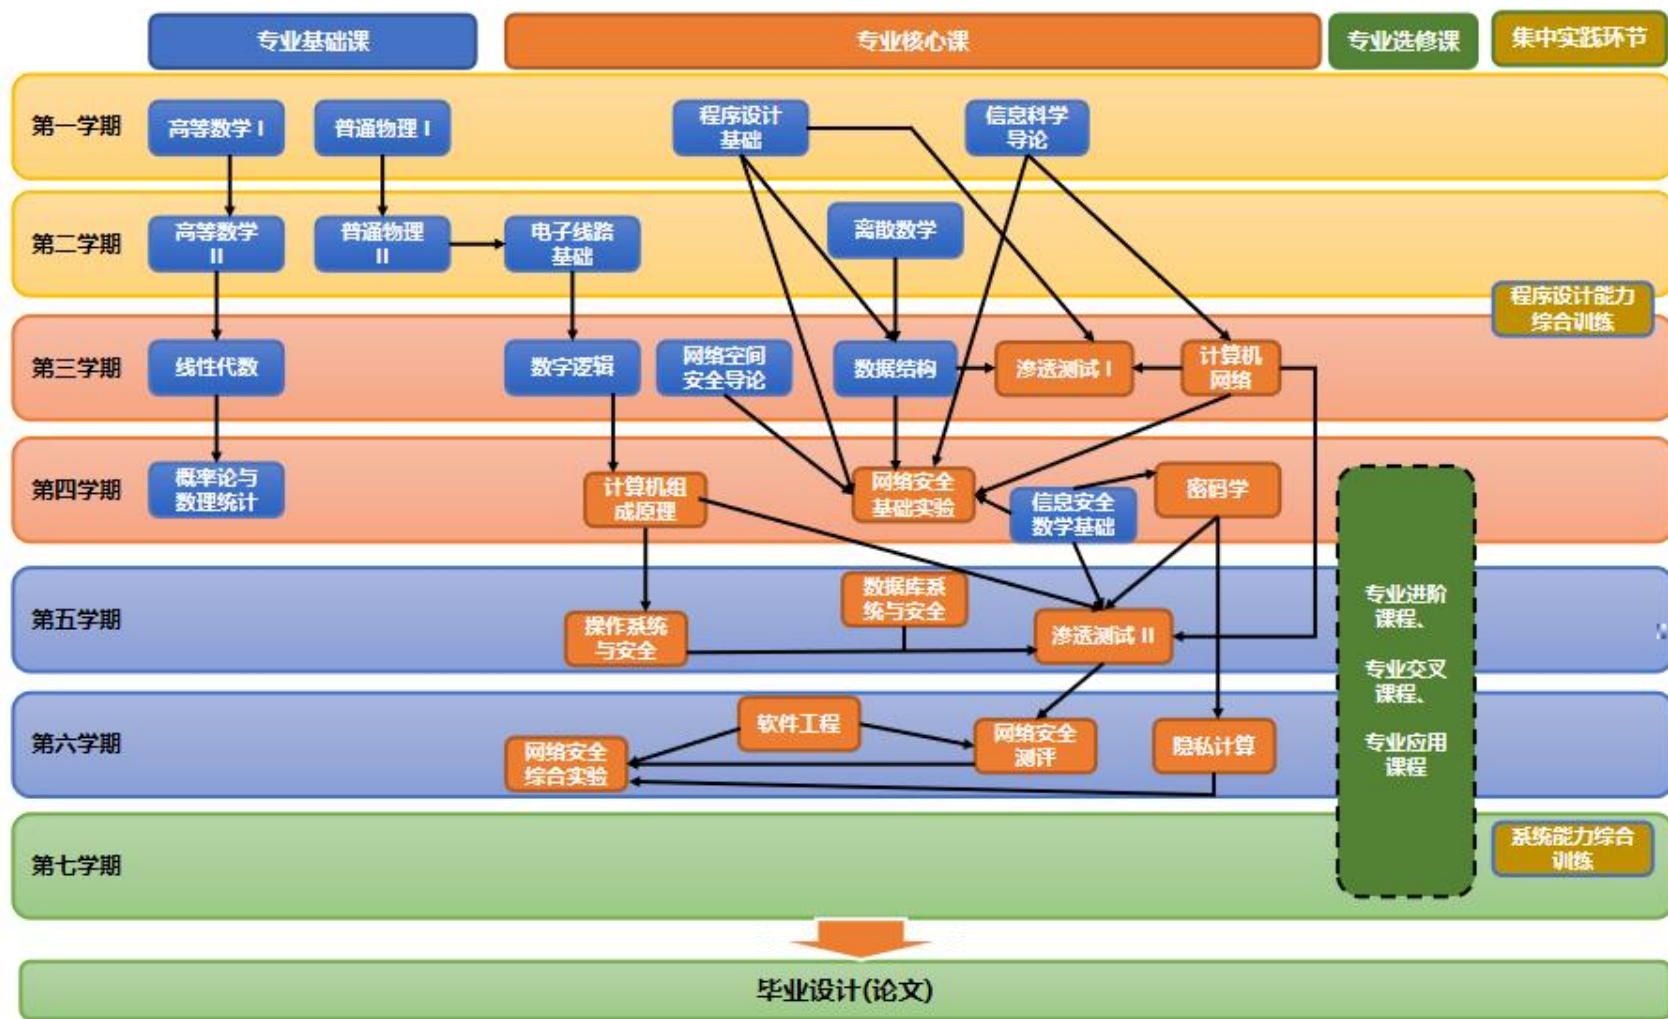 专业基础课
专业核心课
专业选修课
集中实践环节
第一学期
高等数学 I
普通物理 I
程序设计
基础
信息科学
导论
第二学期
高等数学
II
普通物理
II
电子线路
基础
离散数学
程序设计能力
综合训练
第三学期
线性代数
数字逻辑
网络空间
安全导论
数据结构
渗透测试 I
计算机
网络
第四学期
概率论与
数理统计
计算机组
成原理
网络安全
基础实验
信息安全
数学基础
密码学
第五学期
操作系统
与安全
数据库系
统与安全
渗透测试 II
专业进阶
课程、
专业交叉
课程、
专业应用
课程
第六学期
网络安全
综合实验
软件工程
网络安全
测评
隐私计算
第七学期
系统能力综合
训练
毕业设计(论文)